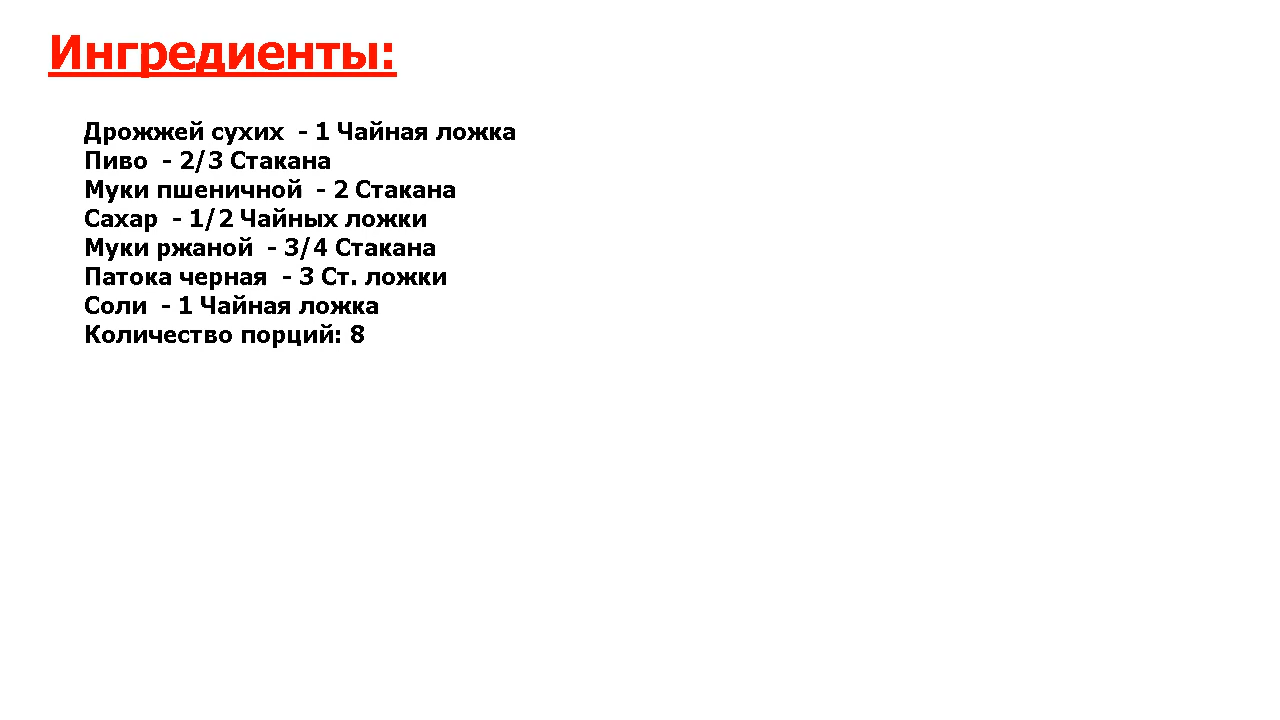 Ингредиенты:
Дрожжей сухих  - 1 Чайная ложка
Пиво  - 2/3 Стакана
Муки пшеничной  - 2 Стакана
Сахар  - 1/2 Чайных ложки
Муки ржаной  - 3/4 Стакана
Патока черная  - 3 Ст. ложки
Соли  - 1 Чайная ложка
Количество порций: 8